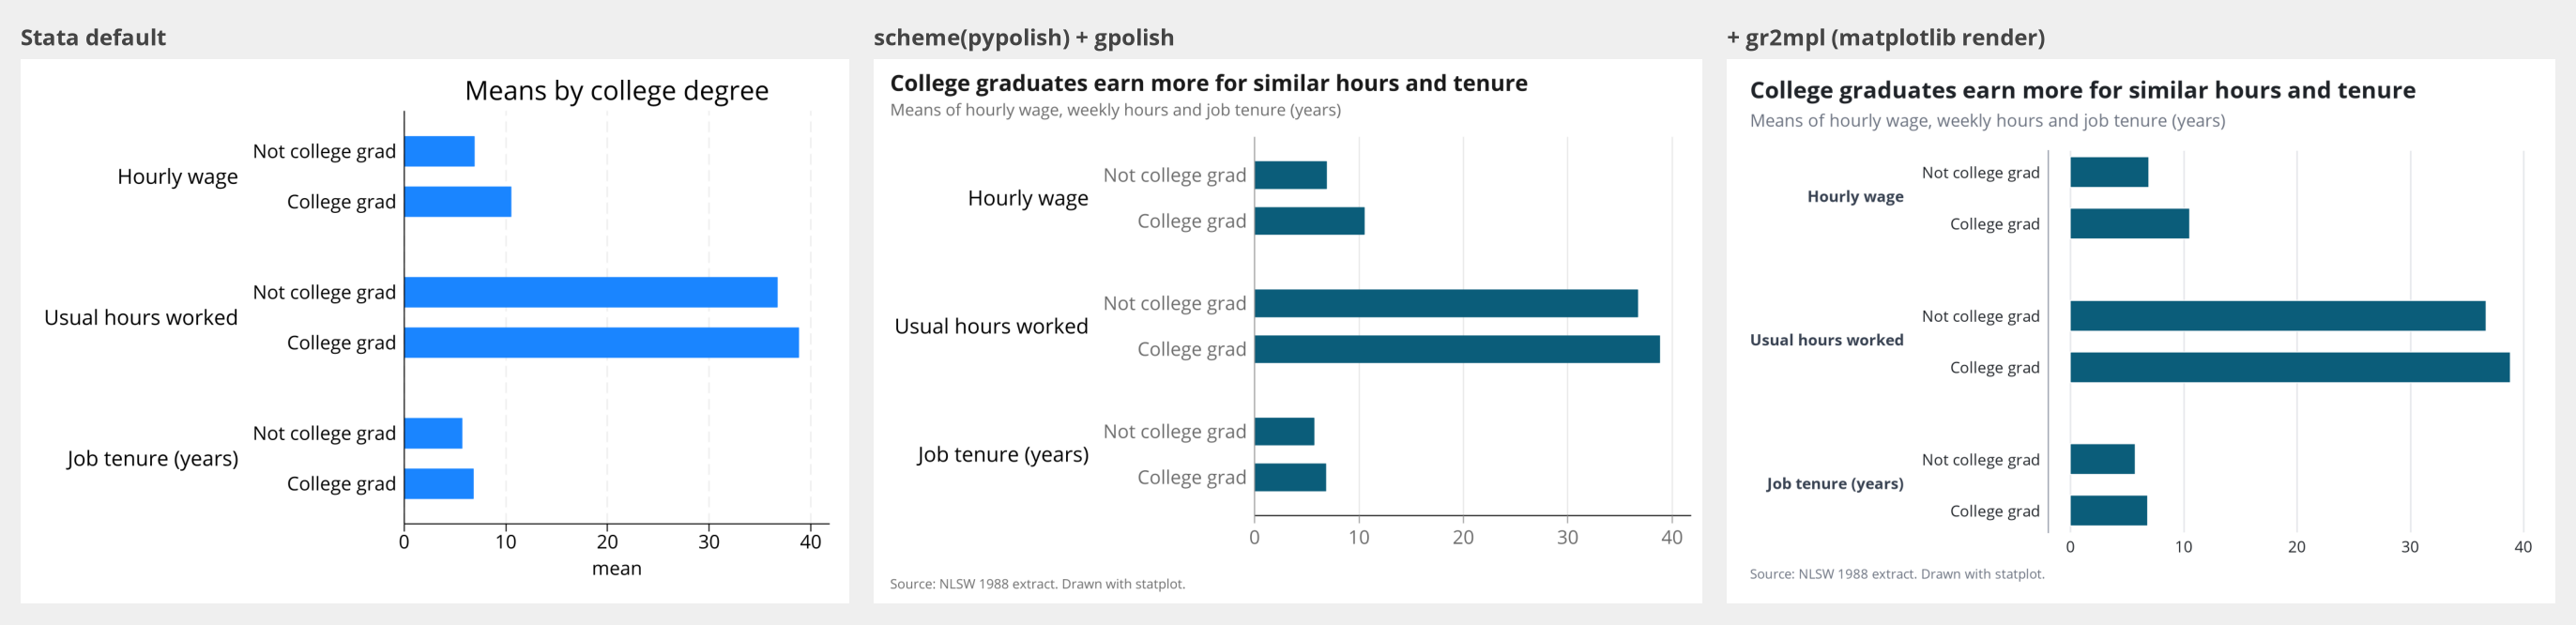 Stata default
Means by college degree
Hourly wage
Not college grad
College grad
Usual hours worked
Not college grad
College grad
Job tenure (years)
Not college grad
College grad
0 10 20 30 40
mean
scheme(pypolish) + gpolish
College graduates earn more for similar hours and tenure
Means of hourly wage, weekly hours and job tenure (years)
Hourly wage
Not college grad
College grad
Usual hours worked
Not college grad
College grad
Job tenure (years)
Not college grad
College grad
0 10 20 30 40
Source: NLSW 1988 extract. Drawn with statplot.
+ gr2mpl (matplotlib render)
College graduates earn more for similar hours and tenure
Means of hourly wage, weekly hours and job tenure (years)
Hourly wage
Not college grad
College grad
Usual hours worked
Not college grad
College grad
Job tenure (years)
Not college grad
College grad
0 10 20 30 40
Source: NLSW 1988 extract. Drawn with statplot.